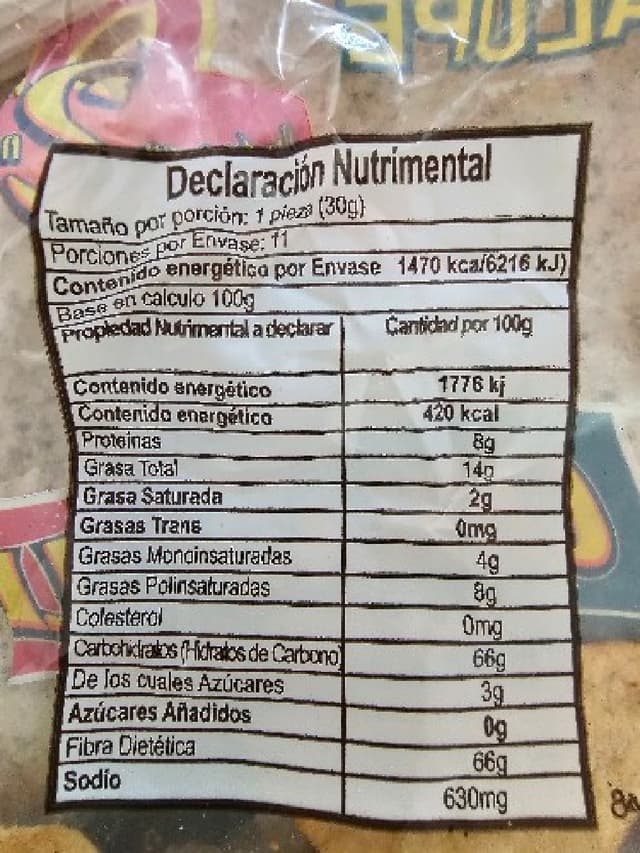 ALUPE
Declaración Nutrimental
Tamaño por porción: 1 pieza (30g)
Porciones por Envase: 11
Contenido energético por Envase 1470 kca/6216 kJ)
Base en calculo 100g
Propiedad Nutrimental a declarar Cantidad por 100g
Contenido energético 1776 kj
Contenido energético 420 kcal
Proteinas 8g
Grasa Total 14g
Grasa Saturada 2g
Grasas Trans 0mg
Grasas Monoinsaturadas 4g
Grasas Polinsaturadas 8g
Colesterol 0mg
Carbohidratos (Hidratos de Carbono) 66g
De los cuales Azúcares 3g
Azúcares Añadidos 0g
Fibra Dietética 66g
Sodio 630mg